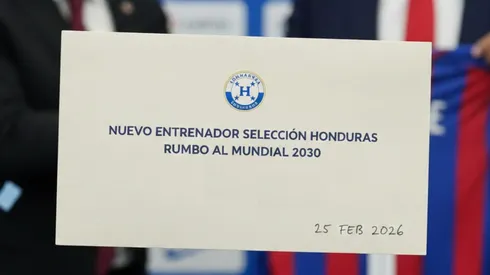 H
NUEVO ENTRENADOR SELECCIÓN HONDURAS
RUMBO AL MUNDIAL 2030
25 FEB 2026